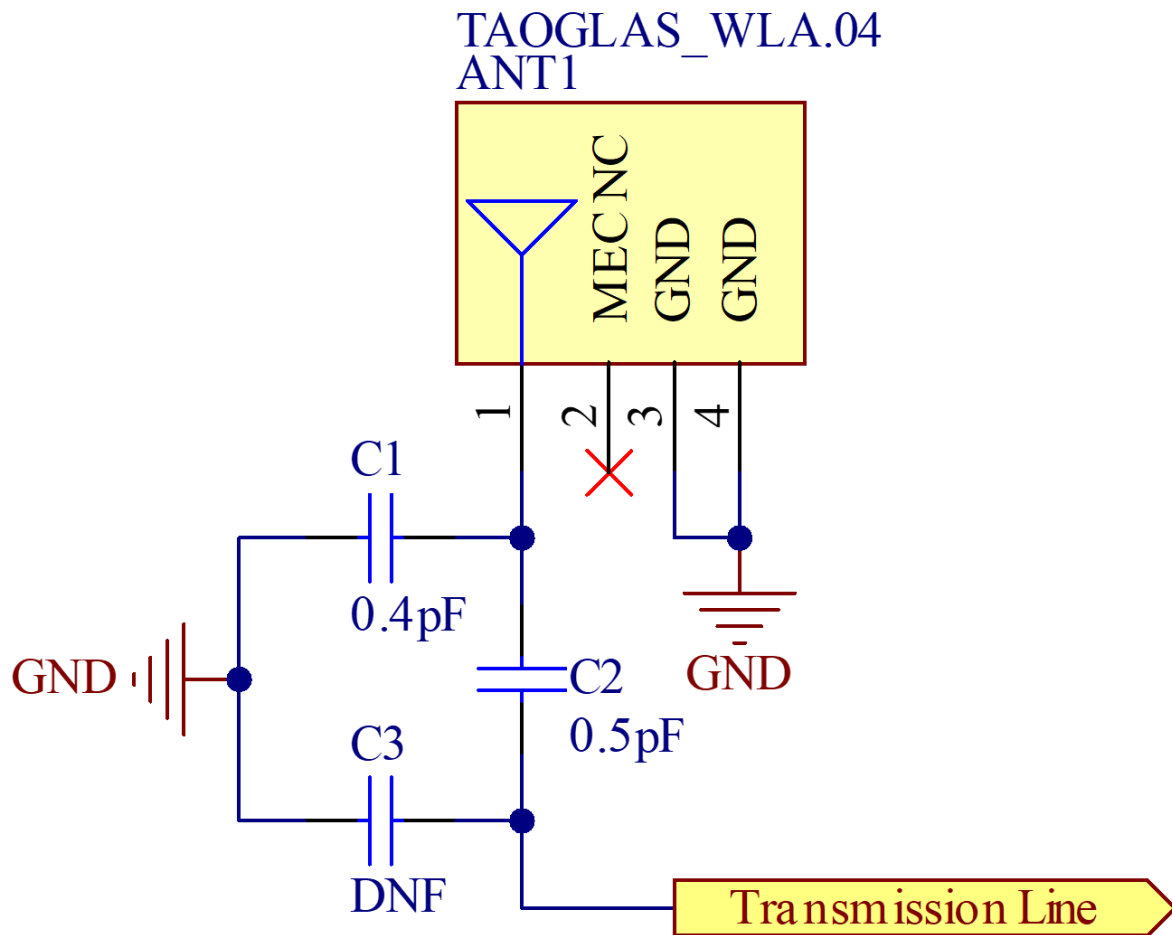 TAOGLAS_WLA.04
ANT1
MEC NC
GND
GND
1
2
3
4
C1
0.4pF
GND
GND
C2
0.5pF
C3
DNF
Transmission Line